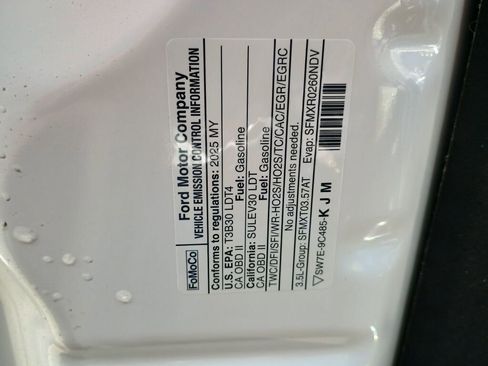 FoMoCo
Ford Motor Company
VEHICLE EMISSION CONTROL INFORMATION
Conforms to regulations: 2025 MY
U.S. EPA: T3B30 LDT4 Fuel: Gasoline
CA OBD II
California: SULEV30 LDT Fuel: Gasoline
CA OBD II
TWC/DFI/SFI/WR-HO2S/HO2S/TC/CAC/EGR/EGRC
No adjustments needed.
3.5L-Group: SFMXT03.57AT Evap: SFMXR0260NDV
SW7E-9C485-KJM